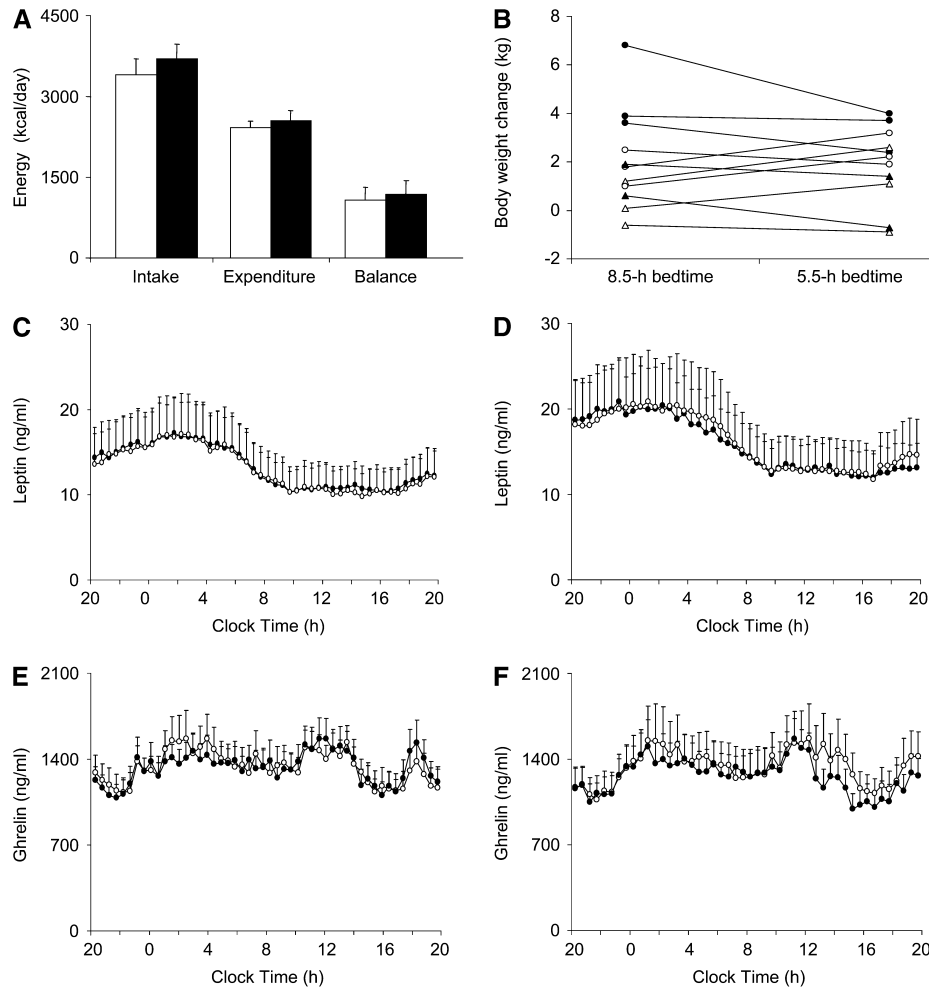 A
Energy (kcal/day)
4500
3000
1500
0
Intake Expenditure Balance
B
Body weight change (kg)
8
6
4
2
0
-2
8.5-h bedtime 5.5-h bedtime
C
Leptin (ng/ml)
30
20
10
0
20 0 4 8 12 16 20
Clock Time (h)
D
Leptin (ng/ml)
30
20
10
0
20 0 4 8 12 16 20
Clock Time (h)
E
Ghrelin (ng/ml)
2100
1400
700
0
20 0 4 8 12 16 20
Clock Time (h)
F
Ghrelin (ng/ml)
2100
1400
700
0
20 0 4 8 12 16 20
Clock Time (h)